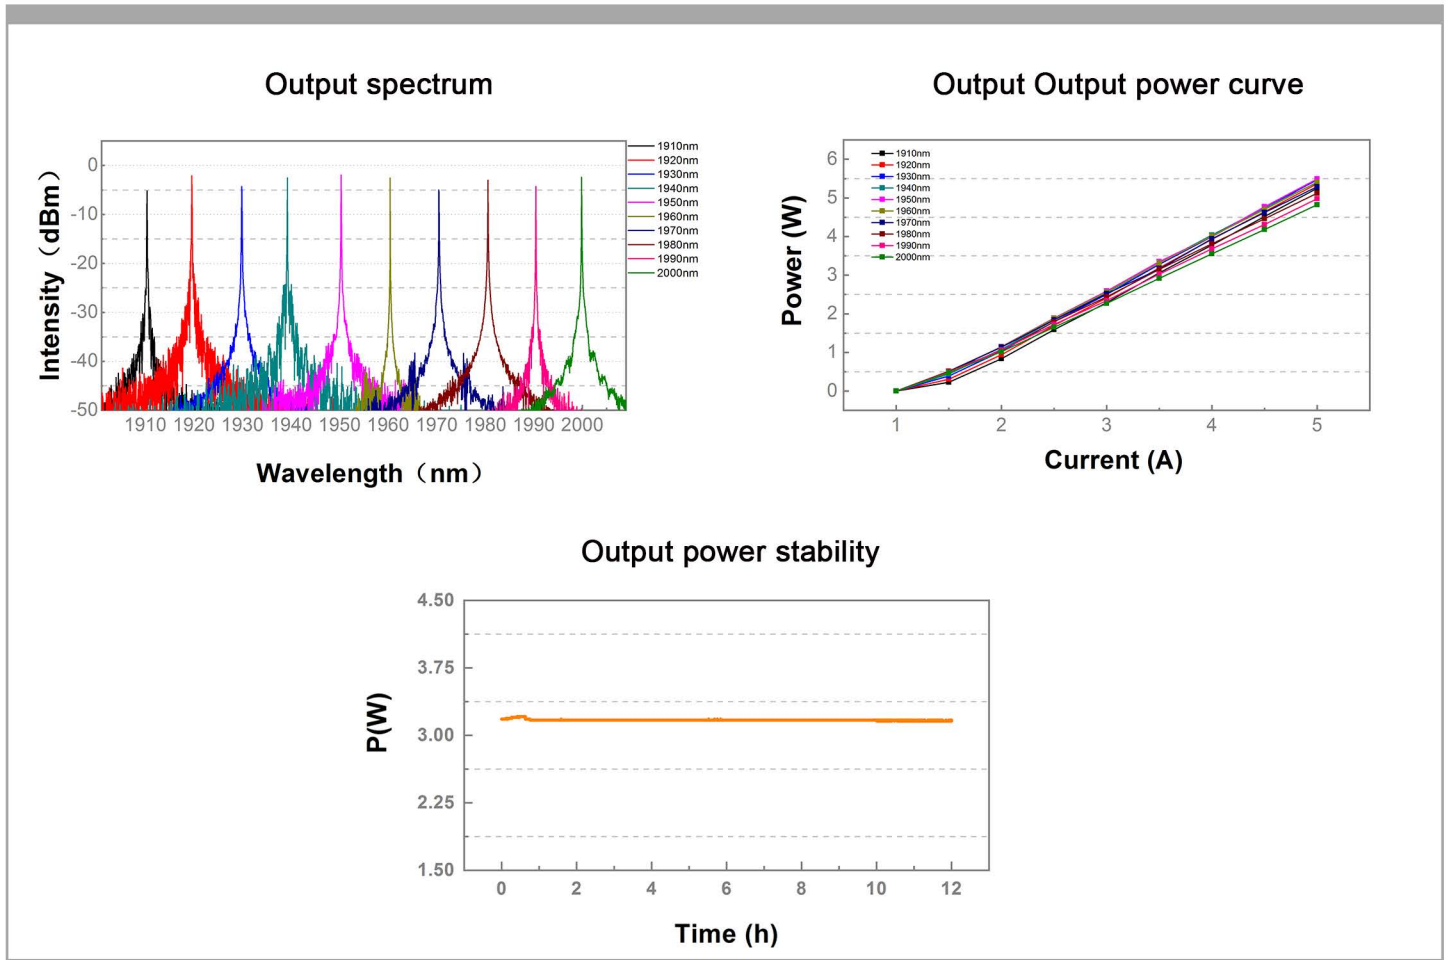 Output spectrum
Intensity（dBm）
0
-10
-20
-30
-40
-50
1910 1920 1930 1940 1950 1960 1970 1980 1990 2000
Wavelength（nm）
1910nm
1920nm
1930nm
1940nm
1950nm
1960nm
1970nm
1980nm
1990nm
2000nm
Output Output power curve
Power (W)
6
5
4
3
2
1
0
1910nm
1920nm
1930nm
1940nm
1950nm
1960nm
1970nm
1980nm
1990nm
2000nm
1 2 3 4 5
Current (A)
Output power stability
P(W)
4.50
3.75
3.00
2.25
1.50
0 2 4 6 8 10 12
Time (h)